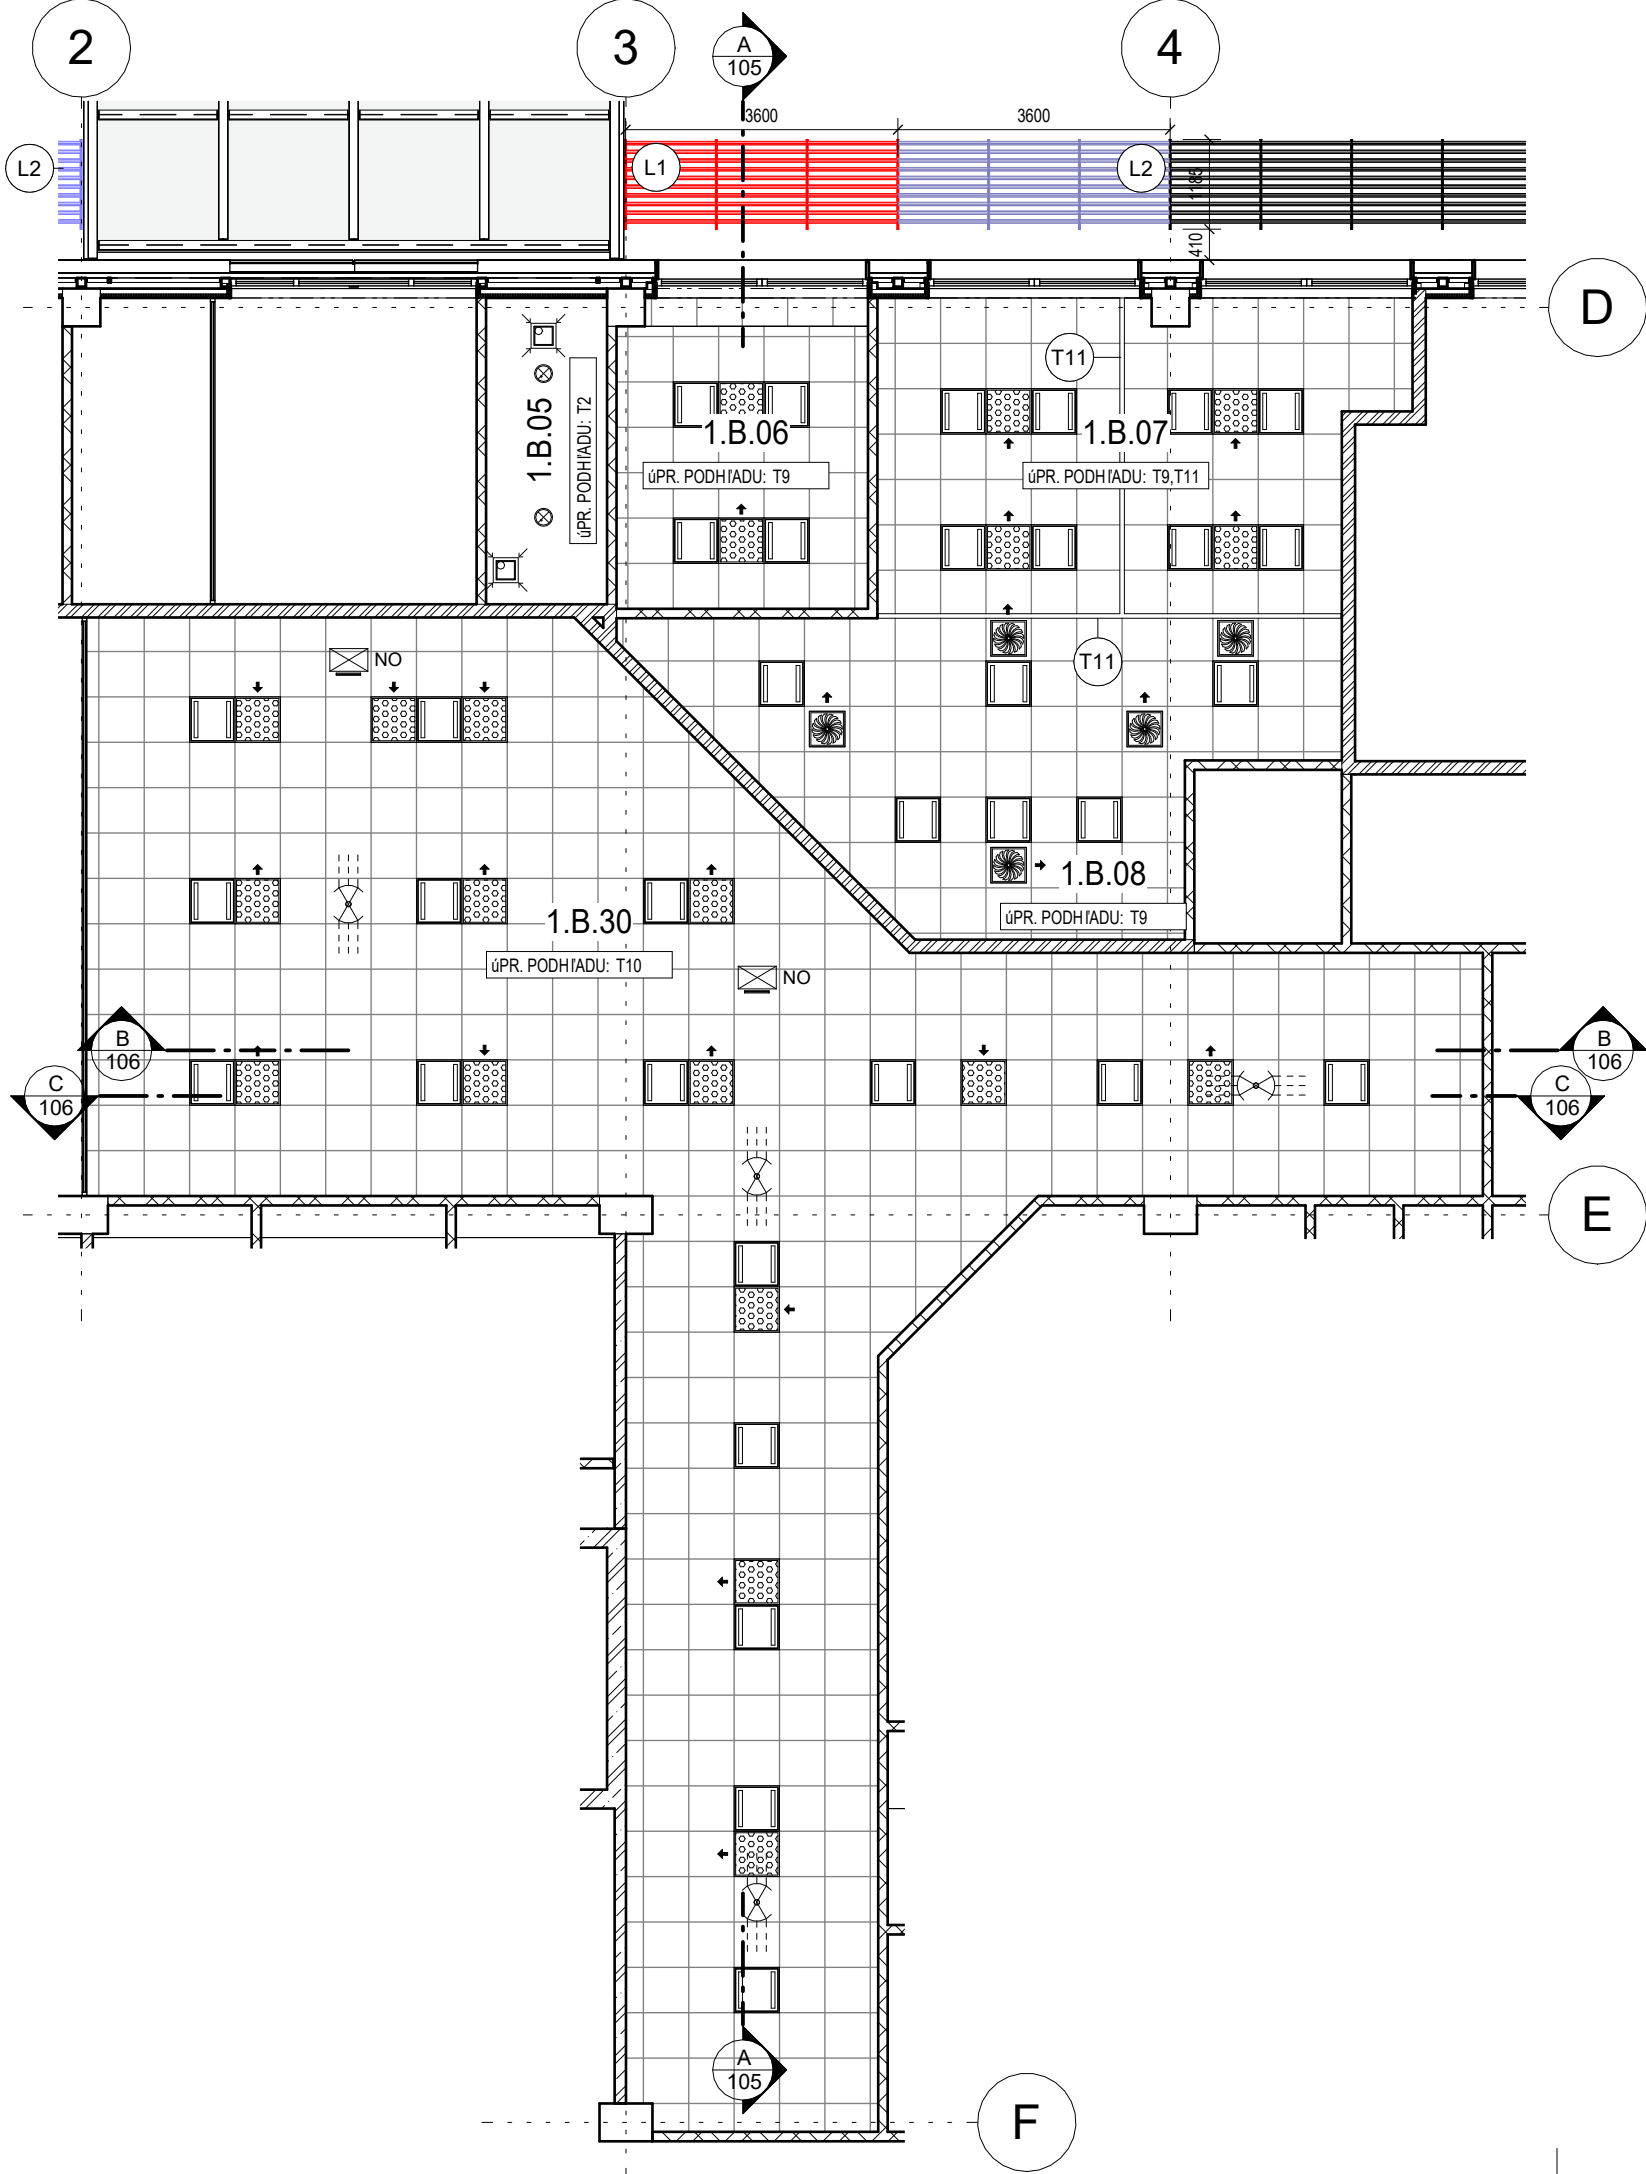 2
3
A
105
4
3600
3600
L2
L1
L2
1185
410
D
T11
1.B.05
úPR. PODHĽADU: T2
1.B.06
úPR. PODHĽADU: T9
1.B.07
úPR. PODHĽADU: T9,T11
NO
T11
1.B.08
úPR. PODHĽADU: T9
1.B.30
úPR. PODHĽADU: T10
NO
B
106
B
106
C
106
C
106
E
A
105
F